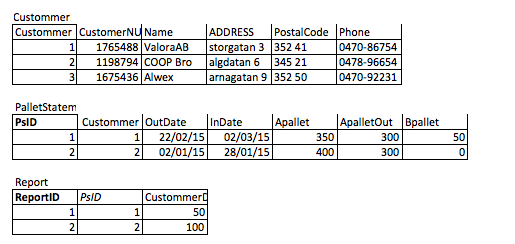 Custommer
Custommer CustomerNU Name ADDRESS PostalCode Phone
1 1765488 ValoraAB storgatan 3 352 41 0470-86754
2 1198794 COOP Bro algdatan 6 345 21 0478-96654
3 1675436 Alwex arnagatan 9 352 50 0470-92231
PalletStatem
PsID Custommer OutDate InDate Apallet ApalletOut Bpallet
1 1 22/02/15 02/03/15 350 300 50
2 2 02/01/15 28/01/15 400 300 0
Report
ReportID PsID Custommer
1 1 50
2 2 100